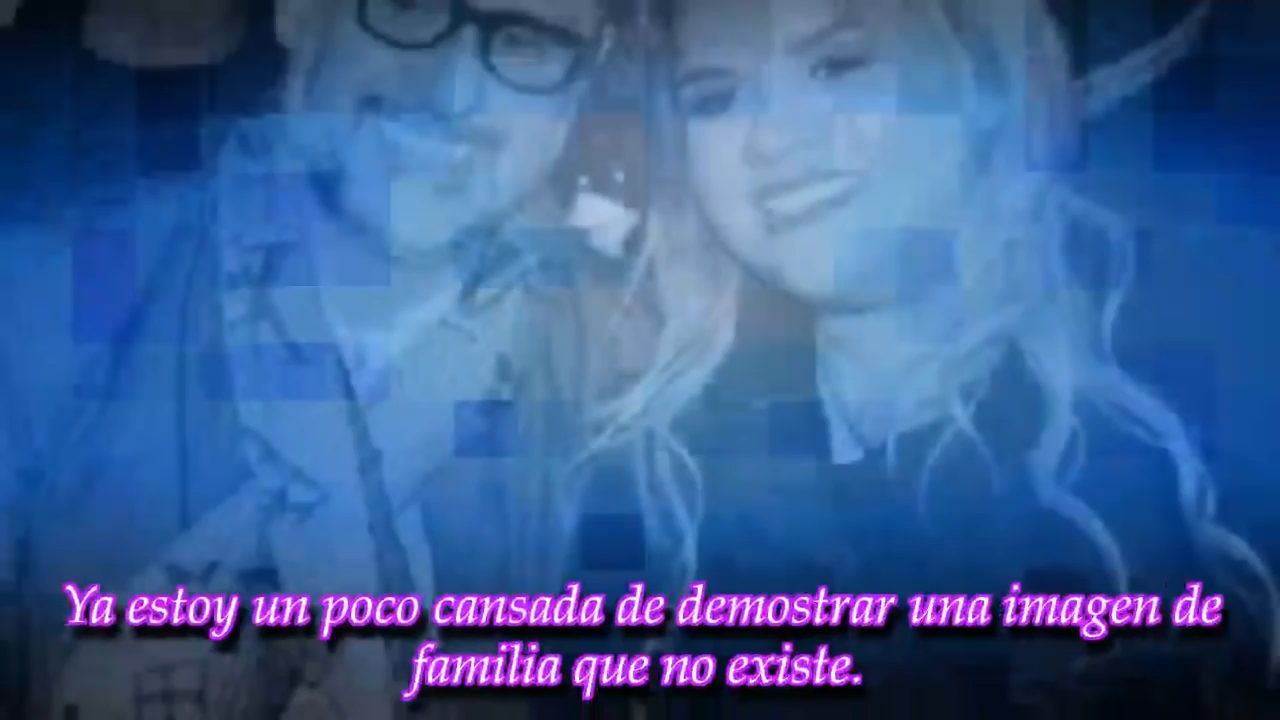 Ya estoy un poco cansada de demostrar una imagen de
familia que no existe.